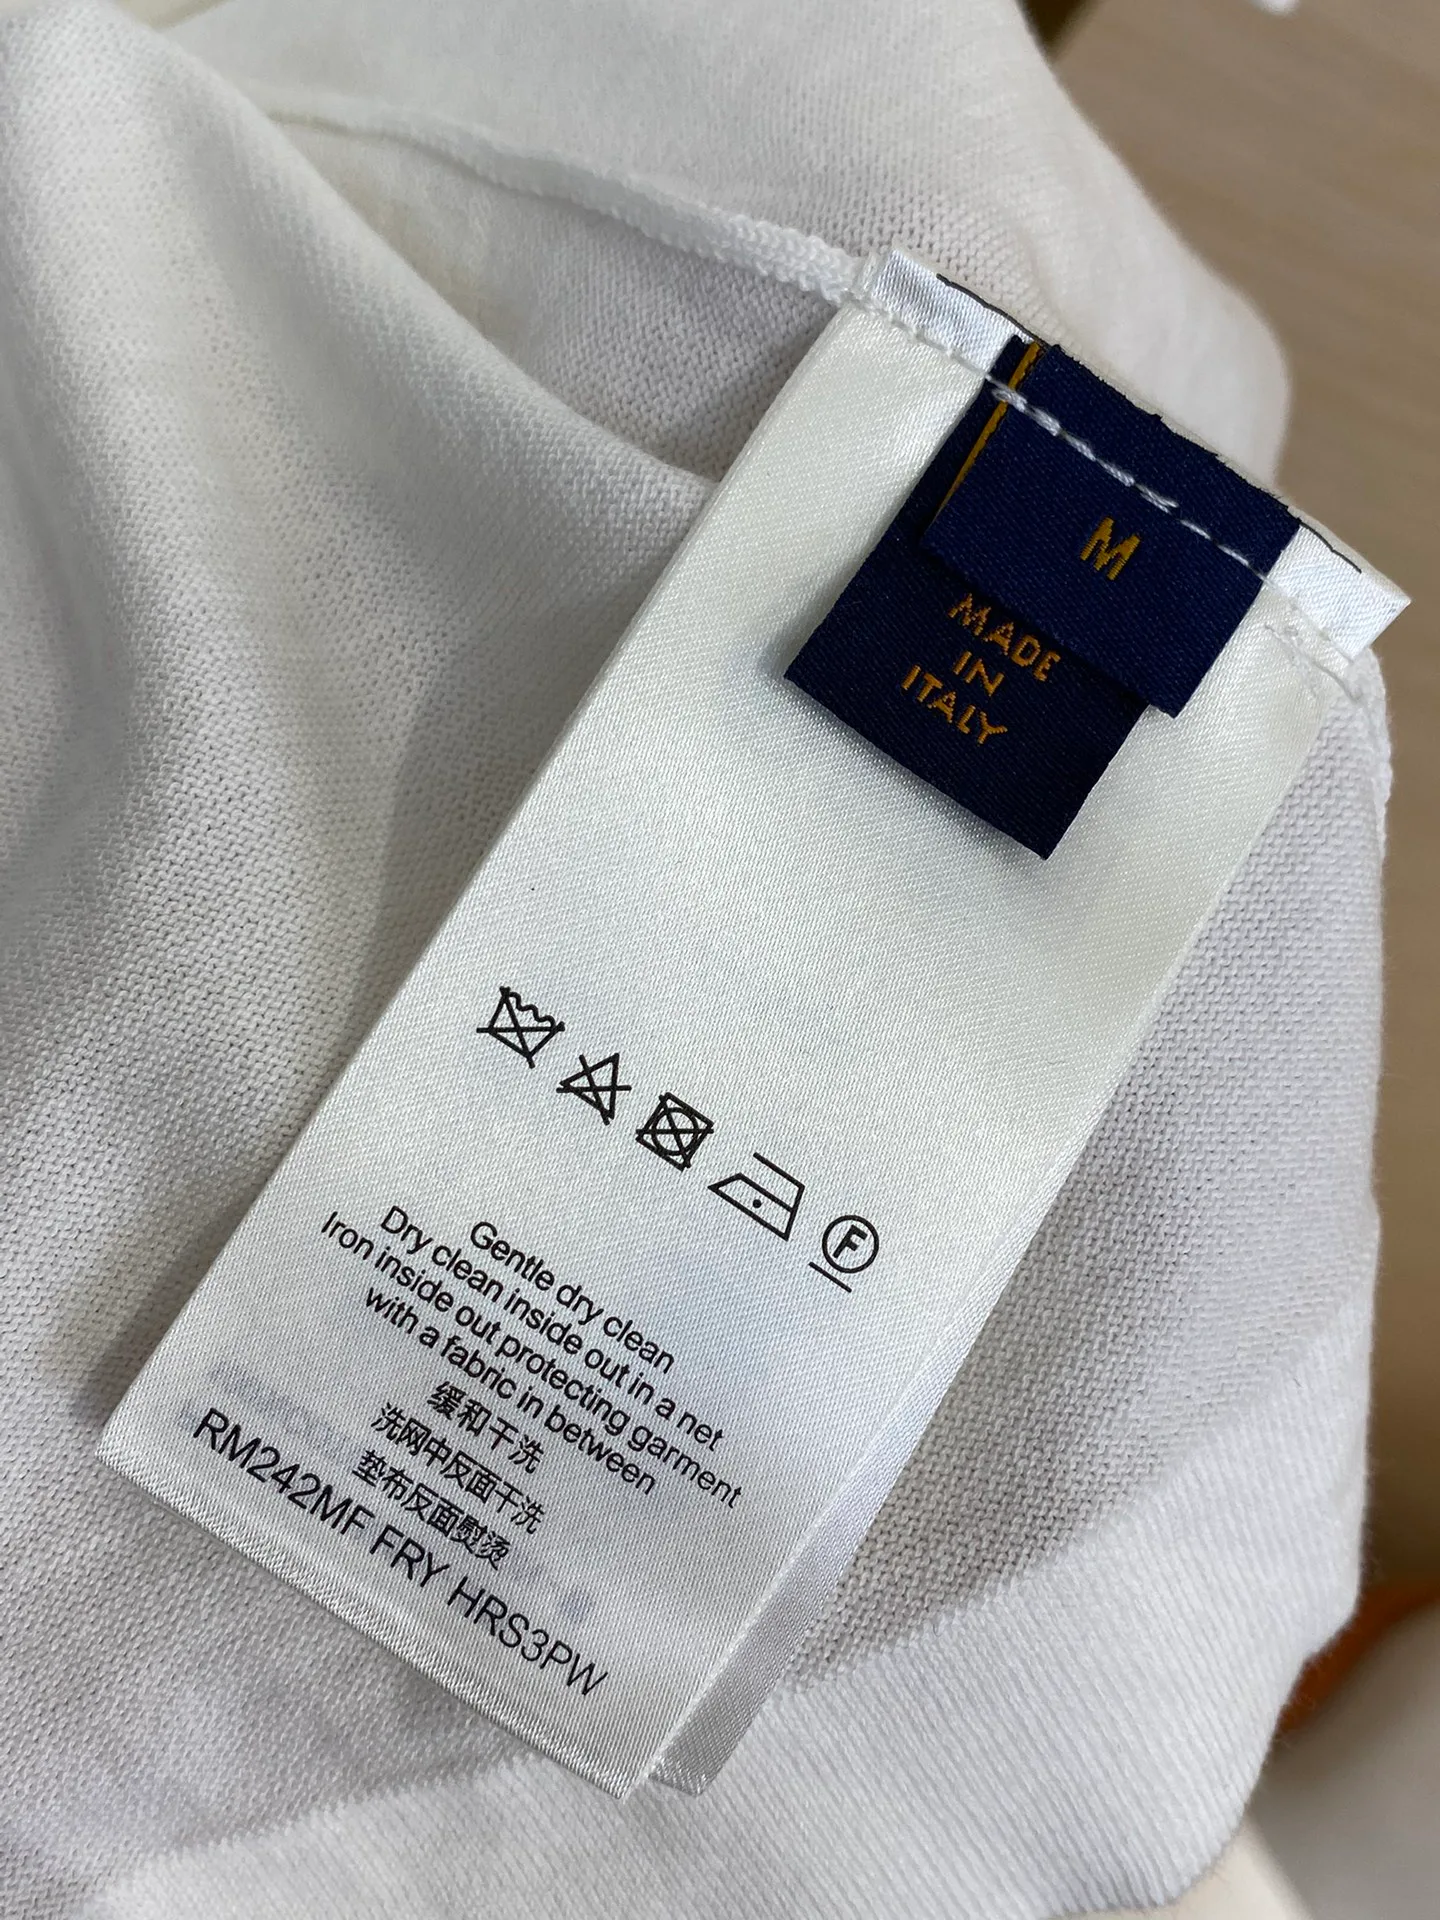 M
MADE
IN
ITALY
F
Gentle dry clean
Dry clean inside out in a net
Iron inside out protecting garment
with a fabric in between
缓和干洗
洗网中反面干洗
垫布反面熨烫
RM242MF FRY HRS3PW